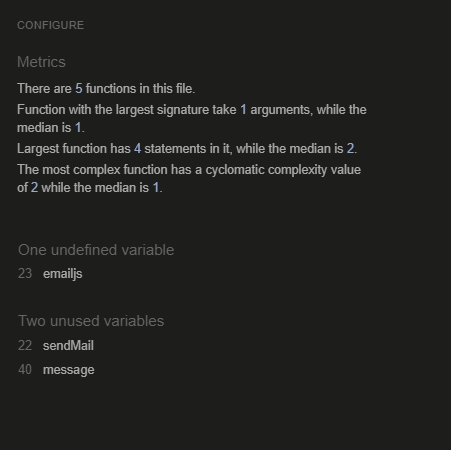 CONFIGURE
Metrics
There are 5 functions in this file.
Function with the largest signature take 1 arguments, while the
median is 1.
Largest function has 4 statements in it, while the median is 2.
The most complex function has a cyclomatic complexity value
of 2 while the median is 1.
One undefined variable
23 emailjs
Two unused variables
22 sendMail
40 message